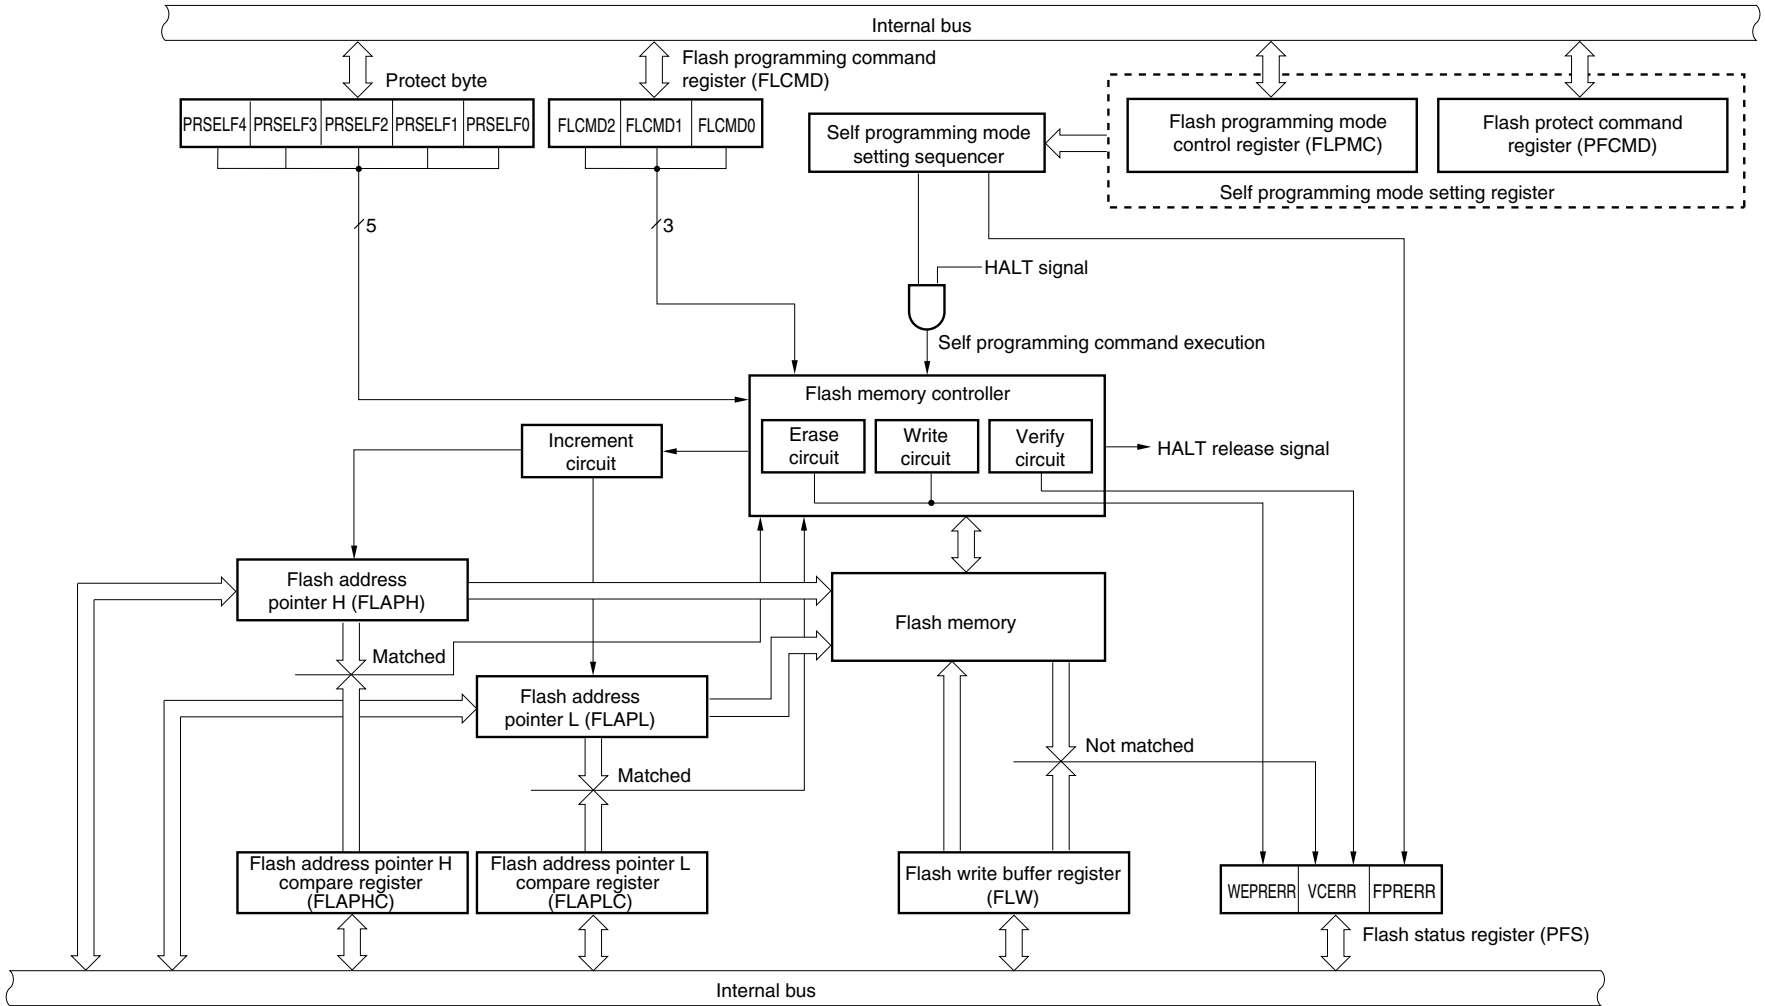 Internal bus
Flash programming command
register (FLCMD)
Protect byte
PRSELF4 PRSELF3 PRSELF2 PRSELF1 PRSELF0
FLCMD2 FLCMD1 FLCMD0
Self programming mode
setting sequencer
Flash programming mode
control register (FLPMC)
Flash protect command
register (PFCMD)
Self programming mode setting register
5
3
HALT signal
Self programming command execution
Flash memory controller
Erase
circuit
Write
circuit
Verify
circuit
HALT release signal
Increment
circuit
Flash address
pointer H (FLAPH)
Flash memory
Matched
Flash address
pointer L (FLAPL)
Matched
Not matched
Flash address pointer H
compare register
(FLAPHC)
Flash address pointer L
compare register
(FLAPLC)
Flash write buffer register
(FLW)
WEPRERR VCERR FPRERR
Flash status register (PFS)
Internal bus